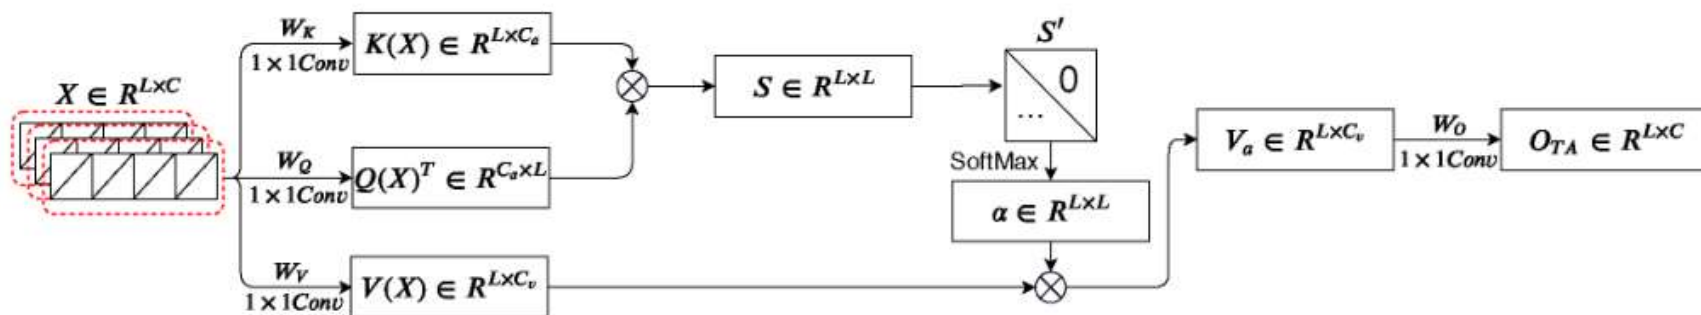 X ∈ R^{L×C}
W_K
1×1Conv
K(X) ∈ R^{L×C_a}
W_Q
1×1Conv
Q(X)^T ∈ R^{C_a×L}
W_V
1×1Conv
V(X) ∈ R^{L×C_v}
S ∈ R^{L×L}
S′
0
...
SoftMax
α ∈ R^{L×L}
V_a ∈ R^{L×C_v}
W_O
1×1Conv
O_{TA} ∈ R^{L×C}